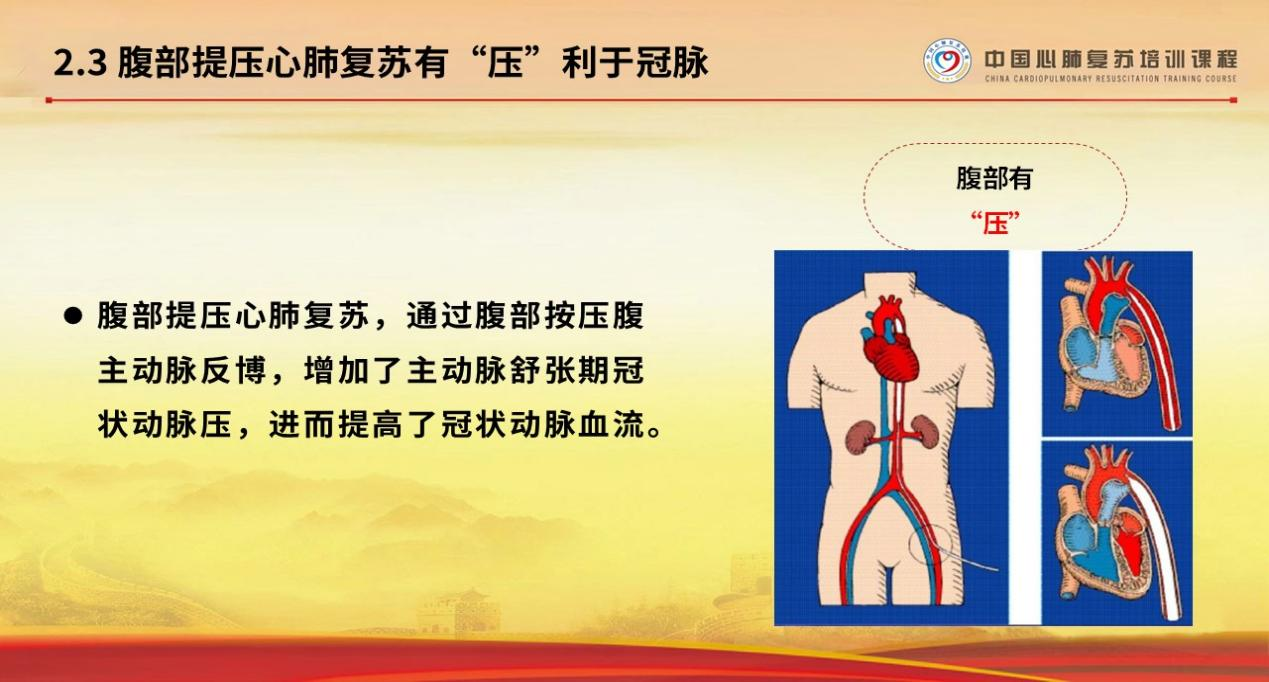 2.3 腹部提压心肺复苏有“压”利于冠脉
中国心肺复苏培训课程
CHINA CARDIOPULMONARY RESUSCITATION TRAINING COURSE
腹部有
“压”
● 腹部提压心肺复苏，通过腹部按压腹
主动脉反博，增加了主动脉舒张期冠
状动脉压，进而提高了冠状动脉血流。